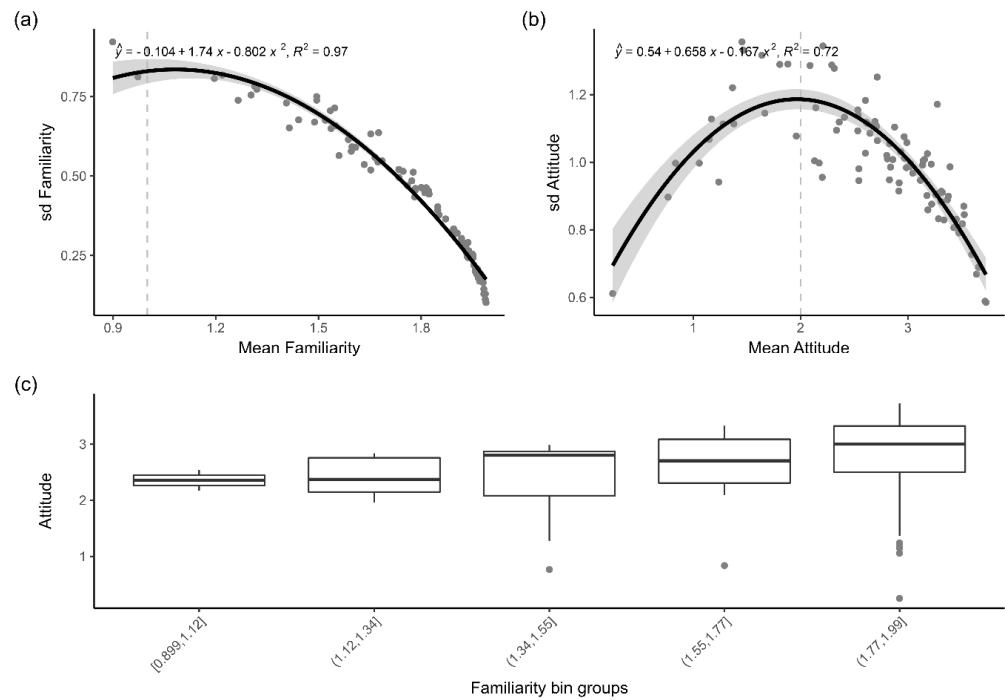 (a)
ŷ = - 0.104 + 1.74 x - 0.802 x ², R² = 0.97
sd Familiarity
0.75
0.50
0.25
0.9
1.2
1.5
1.8
Mean Familiarity
(b)
ŷ = 0.54 + 0.658 x - 0.167 x², R² = 0.72
sd Attitude
1.2
1.0
0.8
0.6
1
2
3
Mean Attitude
(c)
Attitude
3
2
1
[0.899,1.12]
(1.12,1.34]
(1.34,1.55]
(1.55,1.77]
(1.77,1.99]
Familiarity bin groups